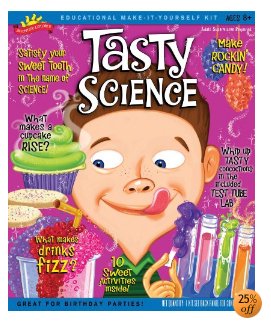 EDUCATIONAL MAKE-IT-YOURSELF KIT
AGES 8+
TASTY
SCIENCE
Satisfy your
SWEET TOOTH
IN THE NAME OF
SCIENCE!
Make
ROCKIN'
CANDY!
What
makes a
cupcake
RISE?
Whip up
TASTY
concoctions
in the
included
TEST TUBE
LAB
What makes
drinks
fizz?
10
Sweet
Activities
inside!
GREAT FOR BIRTHDAY PARTIES!
25%
off